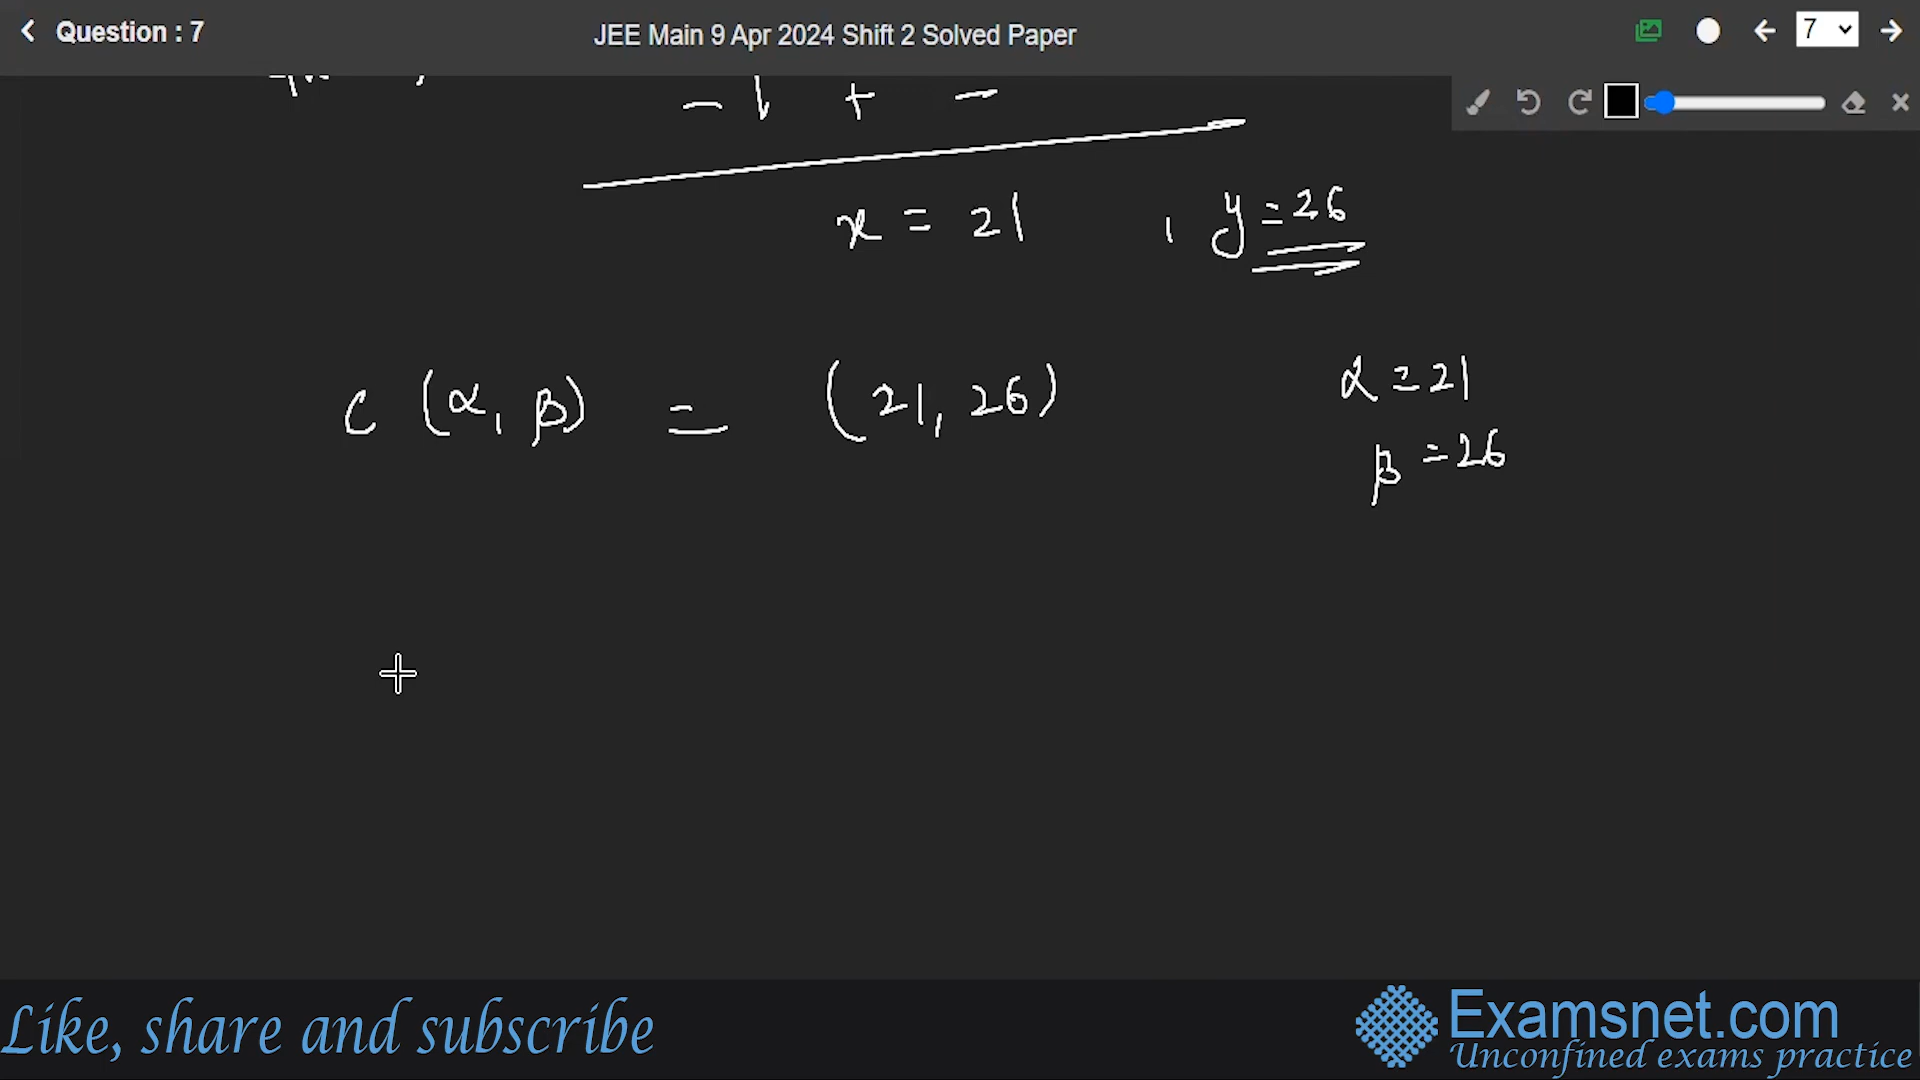 Question : 7
JEE Main 9 Apr 2024 Shift 2 Solved Paper
7
- 1 + -
x = 21 , y = 26
C (α, β) = (21, 26)
α = 21
β = 26
Like, share and subscribe
Examsnet.com
Unconfined exams practice